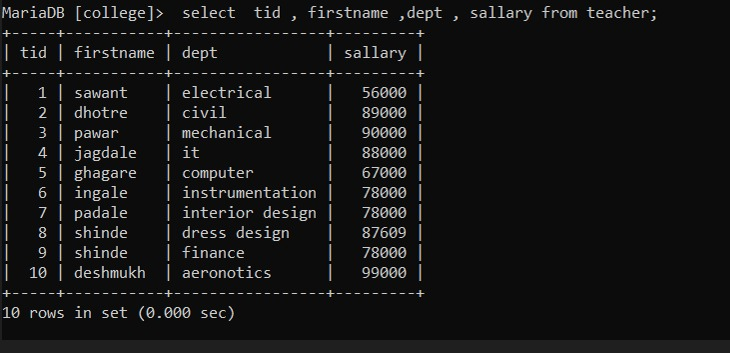 MariaDB [college]>  select  tid , firstname ,dept , sallary from teacher;
+-----+-----------+-----------------+---------+
| tid | firstname | dept            | sallary |
+-----+-----------+-----------------+---------+
|   1 | sawant    | electrical      |   56000 |
|   2 | dhotre    | civil           |   89000 |
|   3 | pawar     | mechanical      |   90000 |
|   4 | jagdale   | it              |   88000 |
|   5 | ghagare   | computer        |   67000 |
|   6 | ingale    | instrumentation |   78000 |
|   7 | padale    | interior design |   78000 |
|   8 | shinde    | dress design    |   87609 |
|   9 | shinde    | finance         |   78000 |
|  10 | deshmukh  | aeronotics      |   99000 |
+-----+-----------+-----------------+---------+
10 rows in set (0.000 sec)